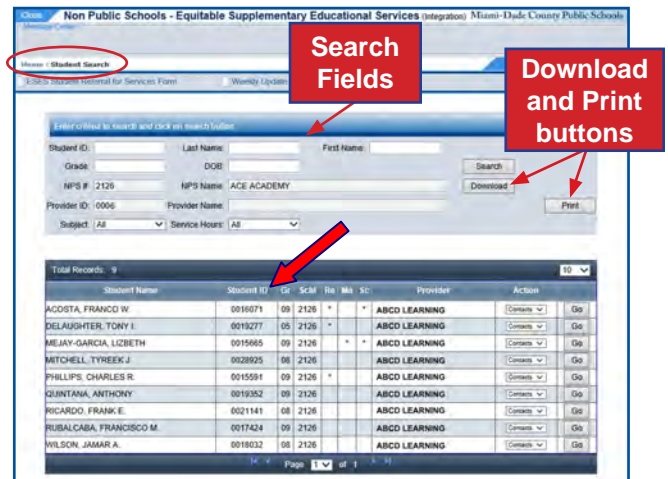 Close Non Public Schools - Equitable Supplementary Educational Services (Integration) Miami-Dade County Public Schools
Home : Student Search
Search Fields
Download and Print buttons
ESES Student Referral for Services Form Weekly Update
Enter criteria to search and click on search button
Student ID: Last Name: First Name:
Grade: DOB: Search
NPS #: 2126 NPS Name: ACE ACADEMY Download
Provider ID: 0006 Provider Name: Print
Subject: All Service Hours: All
Total Records: 9 10
Student Name Student ID Gr Schl Re Ma Sc Provider Action
ACOSTA, FRANCO W. 0016071 09 2126 * * ABCD LEARNING Contacts Go
DELAUGHTER, TONY I. 0019277 05 2126 * ABCD LEARNING Contacts Go
MEJAY-GARCIA, LIZBETH 0015665 09 2126 * * ABCD LEARNING Contacts Go
MITCHELL, TYREEK J. 0028925 08 2126 ABCD LEARNING Contacts Go
PHILLIPS, CHARLES R. 0015591 09 2126 * ABCD LEARNING Contacts Go
QUINTANA, ANTHONY 0019352 09 2126 ABCD LEARNING Contacts Go
RICARDO, FRANK E. 0021141 08 2126 ABCD LEARNING Contacts Go
RUBALCABA, FRANCISCO M. 0017424 09 2126 ABCD LEARNING Contacts Go
WILSON, JAMAR A. 0018032 08 2126 ABCD LEARNING Contacts Go
Page 1 of 1